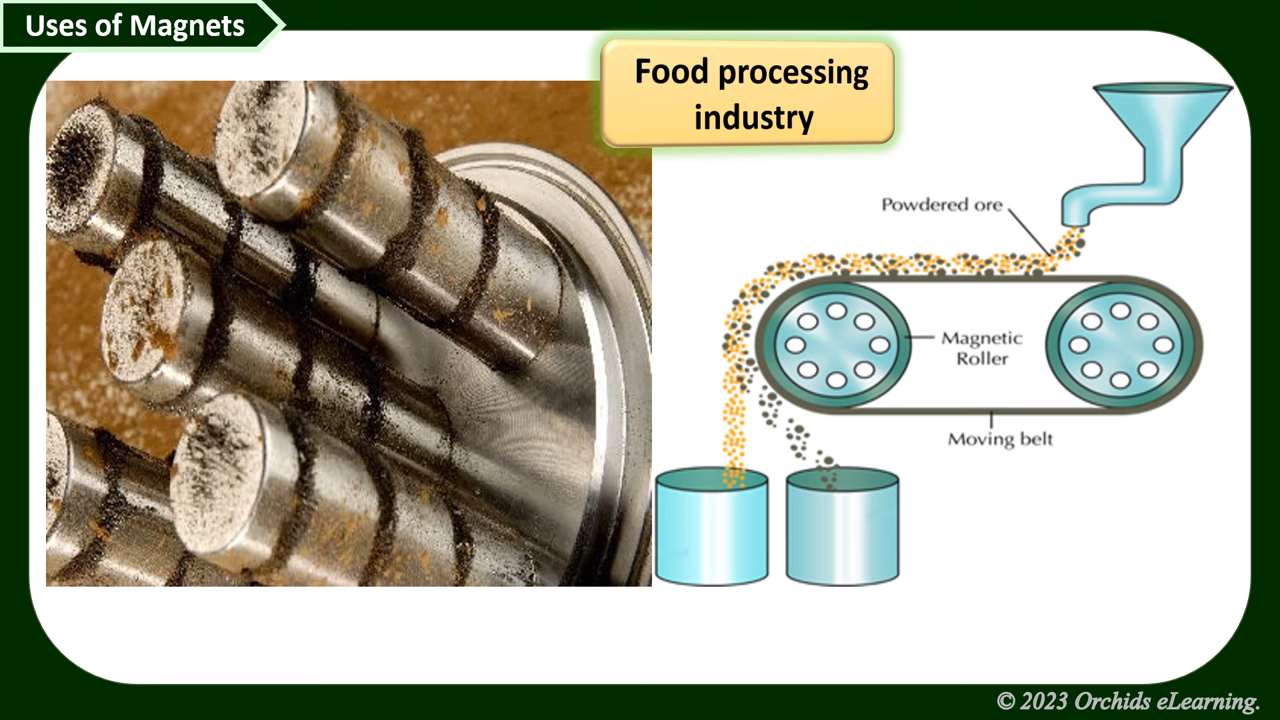 Uses of Magnets
Food processing
industry
Powdered ore
Magnetic
Roller
Moving belt
© 2023 Orchids eLearning.